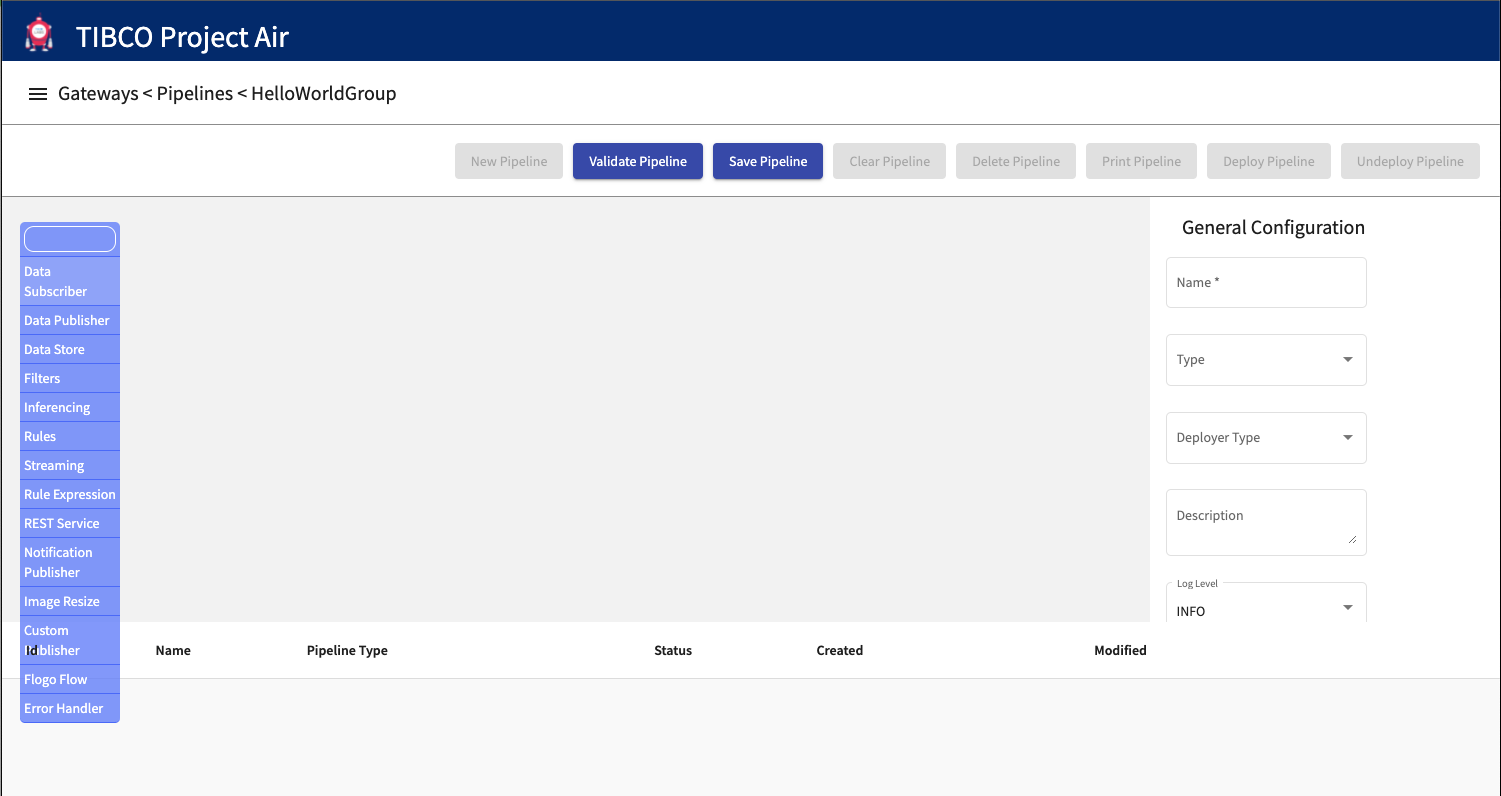 TIBCO Project Air
Gateways < Pipelines < HelloWorldGroup
New Pipeline Validate Pipeline Save Pipeline Clear Pipeline Delete Pipeline Print Pipeline Deploy Pipeline Undeploy Pipeline
Data
Subscriber
Data Publisher
Data Store
Filters
Inferencing
Rules
Streaming
Rule Expression
REST Service
Notification
Publisher
Image Resize
Custom
Publisher
Flogo Flow
Error Handler
General Configuration
Name *
Type
Deployer Type
Description
Log Level
INFO
Id Name Pipeline Type Status Created Modified